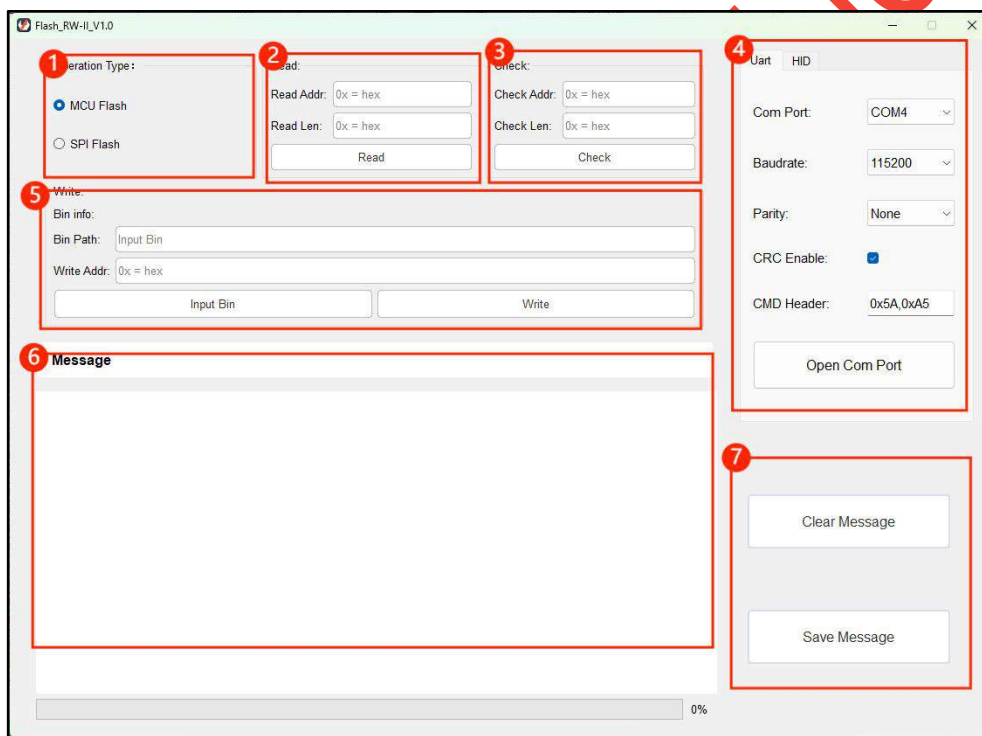 Flash_RW-II_V1.0
1 eration Type:
MCU Flash
SPI Flash
2 ead:
Read Addr: 0x = hex
Read Len: 0x = hex
Read
3 Check:
Check Addr: 0x = hex
Check Len: 0x = hex
Check
4 Uart HID
Com Port: COM4
Baudrate: 115200
Parity: None
CRC Enable:
CMD Header: 0x5A,0xA5
Open Com Port
5 Write:
Bin info:
Bin Path: Input Bin
Write Addr: 0x = hex
Input Bin Write
6 Message
0%
7
Clear Message
Save Message